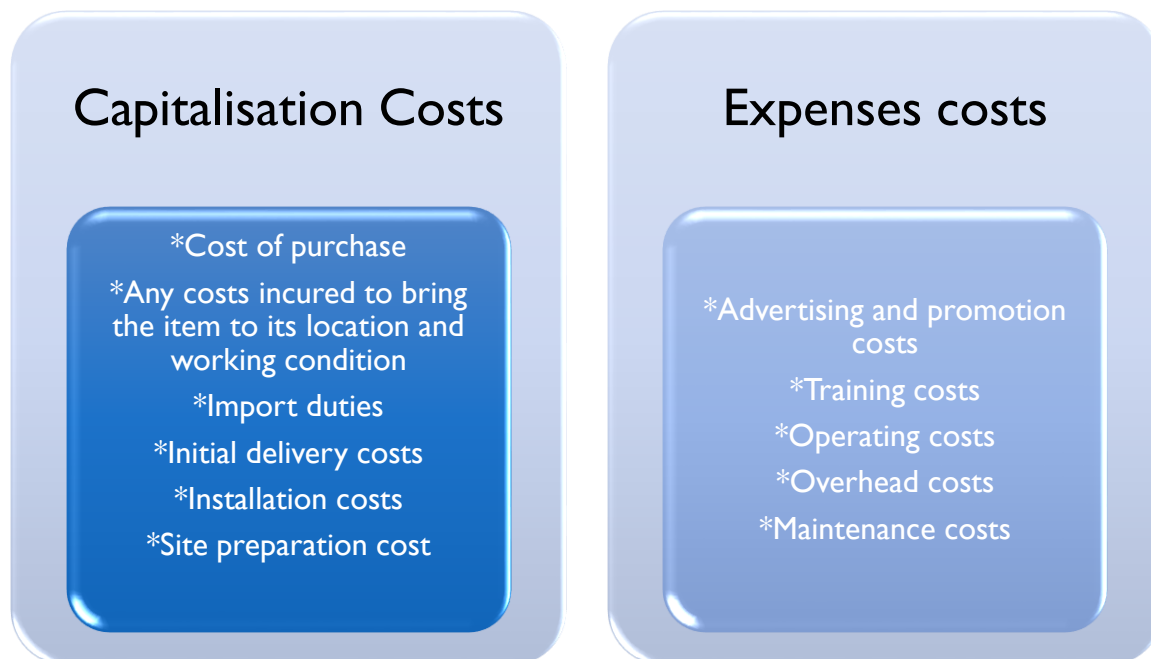 Capitalisation Costs
*Cost of purchase
*Any costs incured to bring
the item to its location and
working condition
*Import duties
*Initial delivery costs
*Installation costs
*Site preparation cost
Expenses costs
*Advertising and promotion
costs
*Training costs
*Operating costs
*Overhead costs
*Maintenance costs